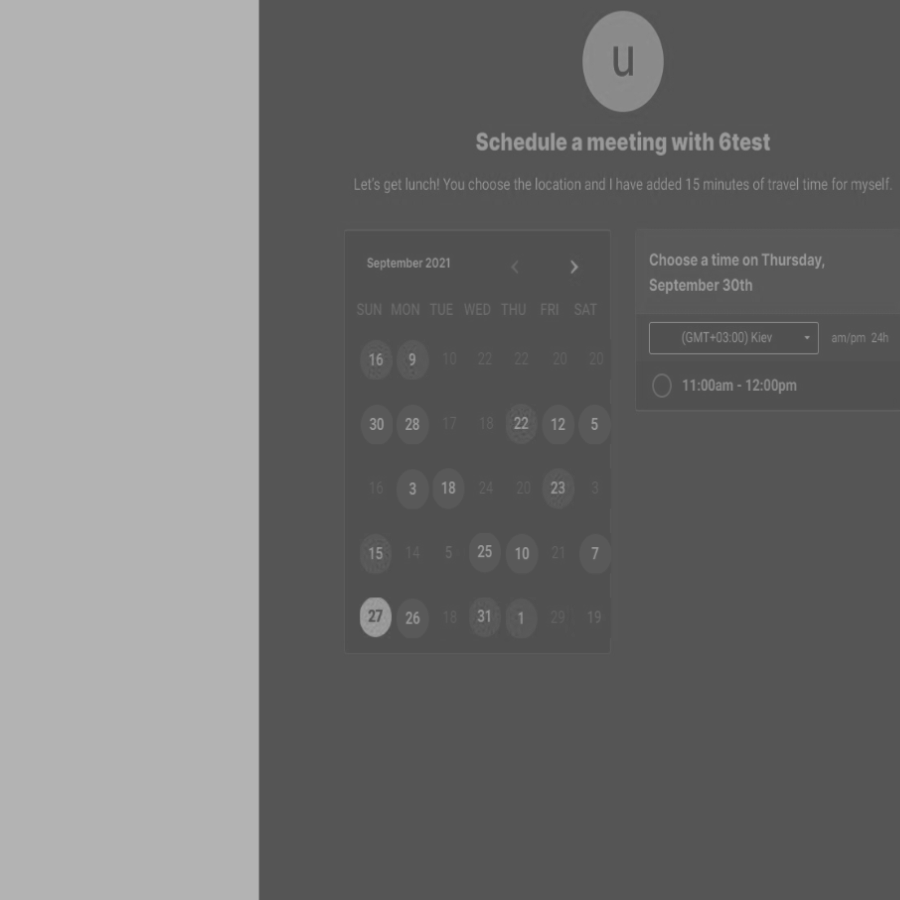 u
Schedule a meeting with 6test
Let's get lunch! You choose the location and I have added 15 minutes of travel time for myself.
September 2021
SUN MON TUE WED THU FRI SAT
16 9 10 22 22 20 20
30 28 17 18 22 12 5
16 3 18 24 20 23 3
15 14 5 25 10 21 7
27 26 18 31 1 29 19
Choose a time on Thursday,
September 30th
(GMT+03:00) Kiev am/pm 24h
11:00am - 12:00pm